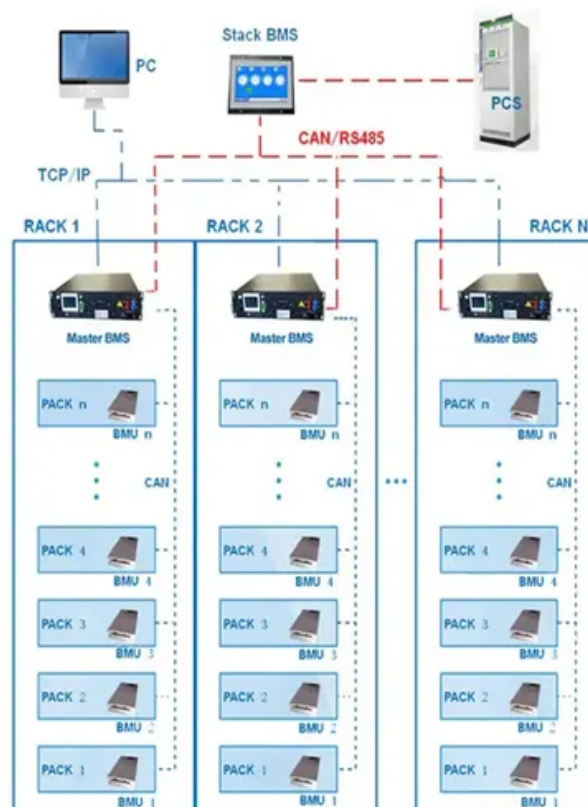 PC
Stack BMS
PCS
CAN/RS485
TCP/IP
RACK 1
RACK 2
RACK N
Master BMS
Master BMS
Master BMS
PACK n
BMU n
PACK n
BMU n
PACK n
BMU n
CAN
CAN
CAN
PACK 4
BMU 4
PACK 4
BMU 4
PACK 4
BMU 4
PACK 3
BMU 3
PACK 3
BMU 3
PACK 3
BMU 3
PACK 2
BMU 2
PACK 2
BMU 2
PACK 2
BMU 2
PACK 1
BMU 1
PACK 1
BMU 1
PACK 1
BMU 1